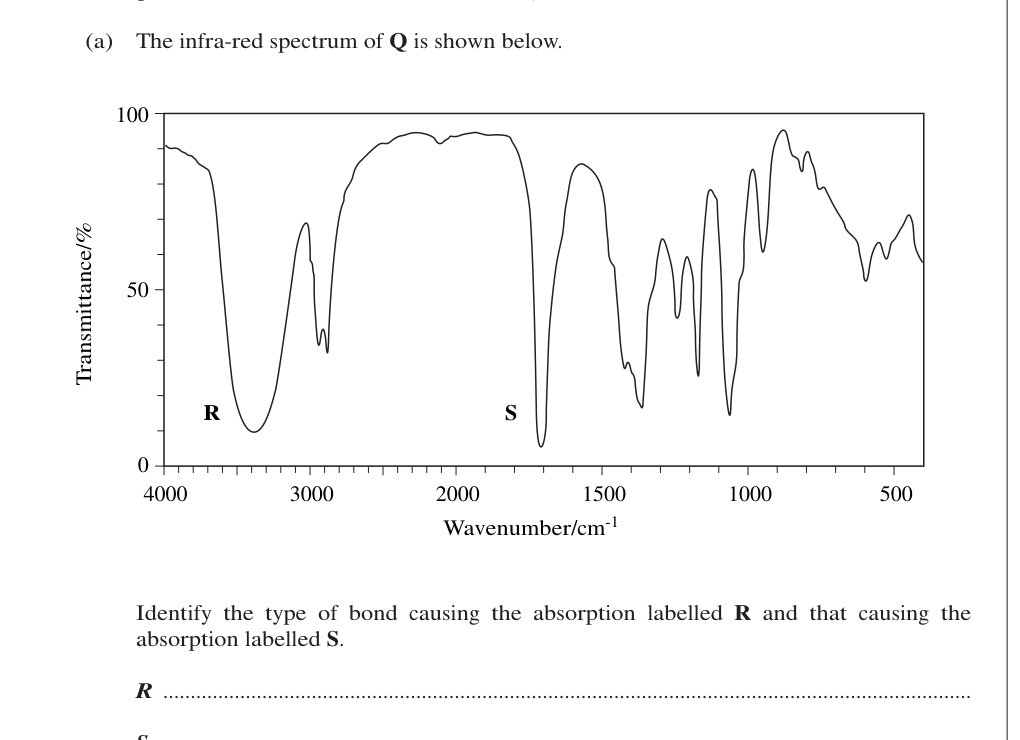 (a) The infra-red spectrum of Q is shown below.
100
50
0
Transmittance/%
R
S
4000 3000 2000 1500 1000 500
Wavenumber/cm-1
Identify the type of bond causing the absorption labelled R and that causing the
absorption labelled S.
R ........................................................................................................................................................